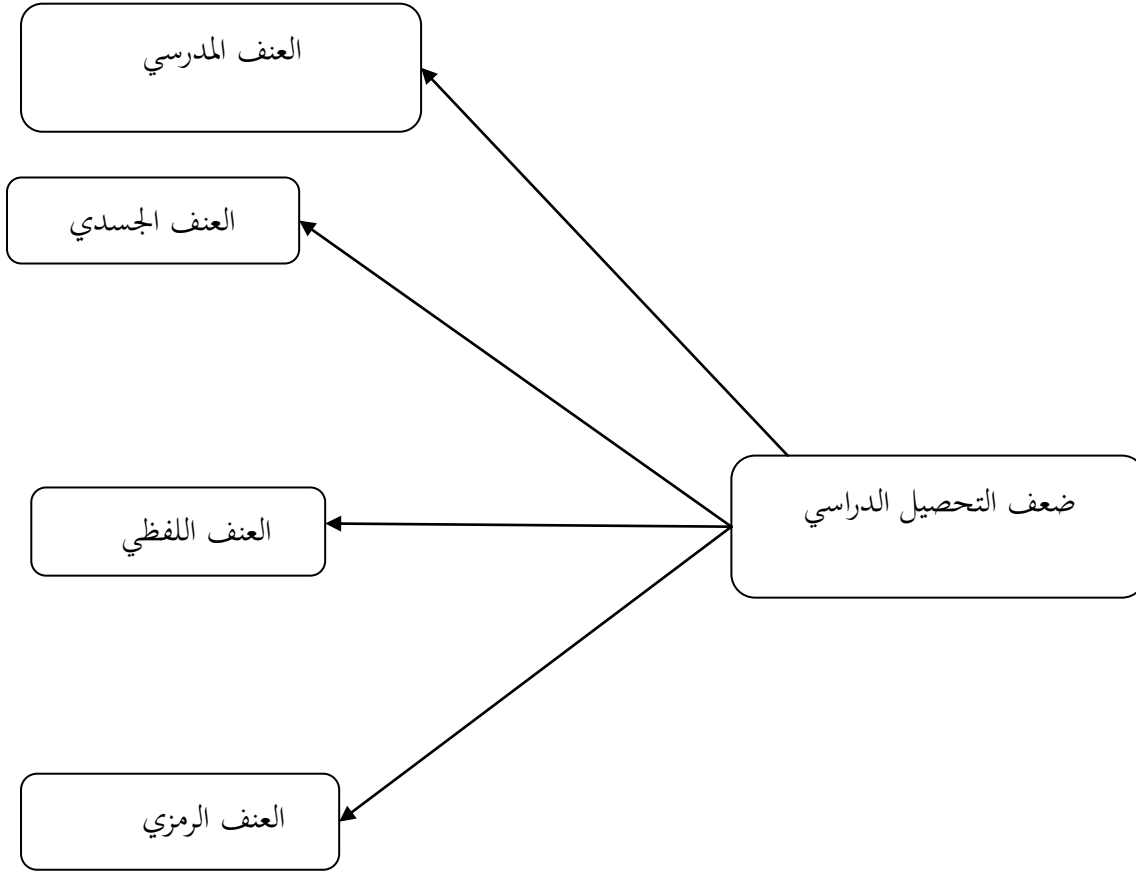 العنف المدرسي
العنف الجسدي
ضعف التحصيل الدراسي
العنف اللفظي
العنف الرمزي